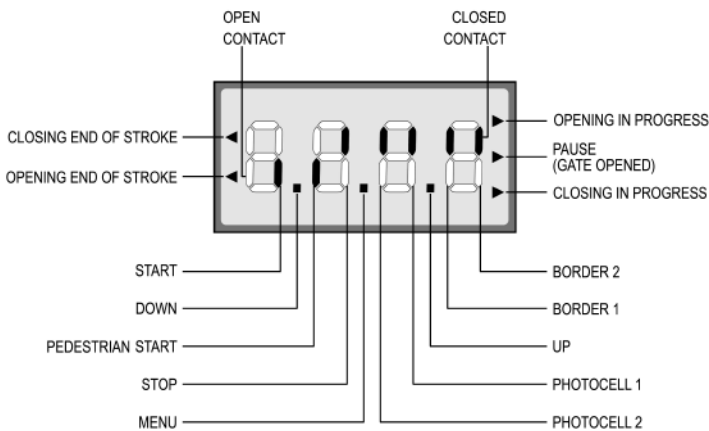 OPEN
CONTACT
CLOSED
CONTACT
CLOSING END OF STROKE
OPENING END OF STROKE
OPENING IN PROGRESS
PAUSE
(GATE OPENED)
CLOSING IN PROGRESS
START
DOWN
PEDESTRIAN START
STOP
MENU
BORDER 2
BORDER 1
UP
PHOTOCELL 1
PHOTOCELL 2